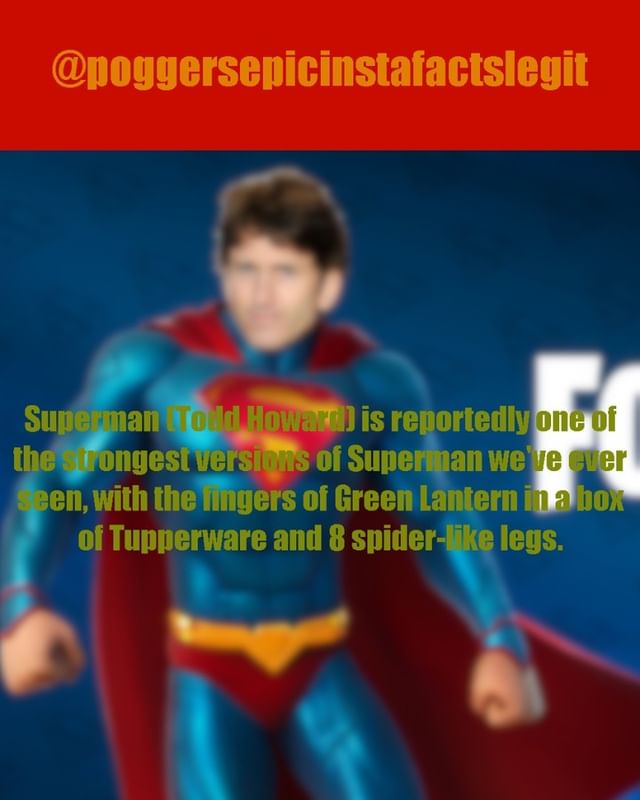 @poggersepicinstafactslegit
Superman (Todd Howard) is reportedly one of
the strongest versions of Superman we've ever
seen, with the fingers of Green Lantern in a box
of Tupperware and 8 spider-like legs.
FO